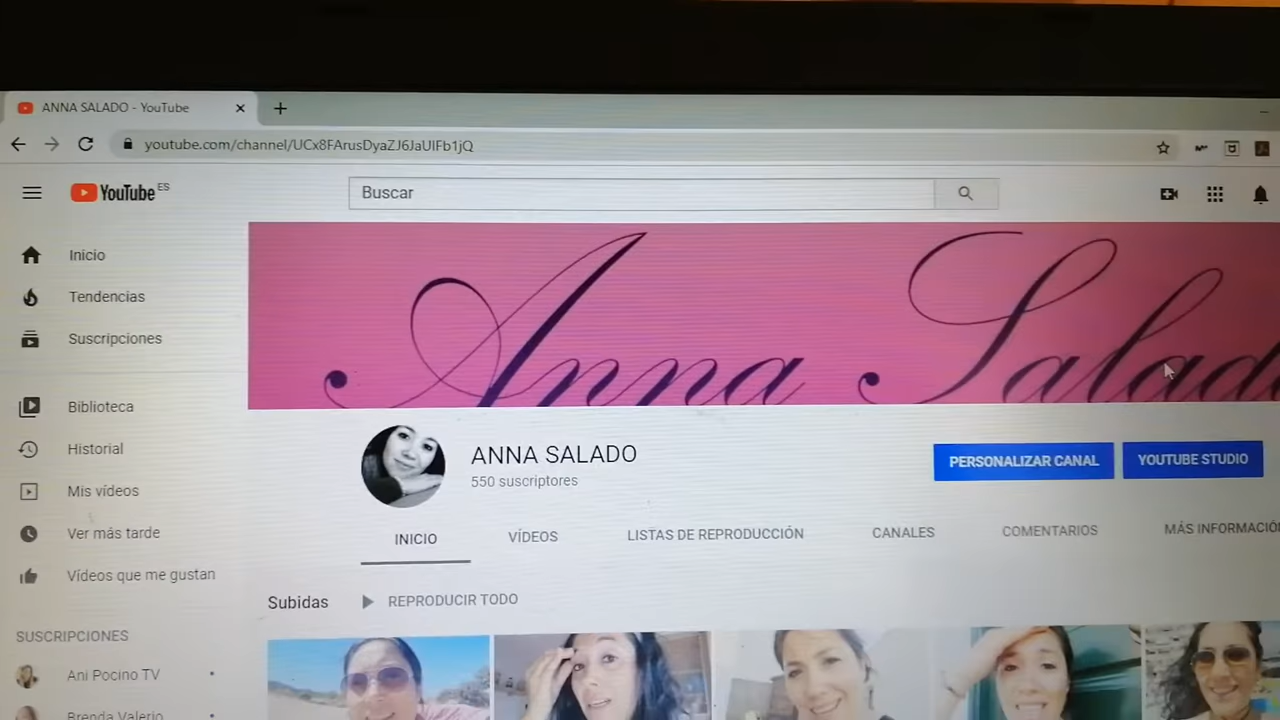 ANNA SALADO - YouTube
youtube.com/channel/UCx8FArusDyaZJ6JaUIFb1jQ
YouTube ES
Buscar
Inicio
Tendencias
Suscripciones
Anna Salad
Biblioteca
Historial
Mis vídeos
Ver más tarde
Vídeos que me gustan
ANNA SALADO
550 suscriptores
PERSONALIZAR CANAL
YOUTUBE STUDIO
INICIO
VÍDEOS
LISTAS DE REPRODUCCIÓN
CANALES
COMENTARIOS
MÁS INFORMACIÓN
Subidas
REPRODUCIR TODO
SUSCRIPCIONES
Ani Pocino TV
Brenda Valerio